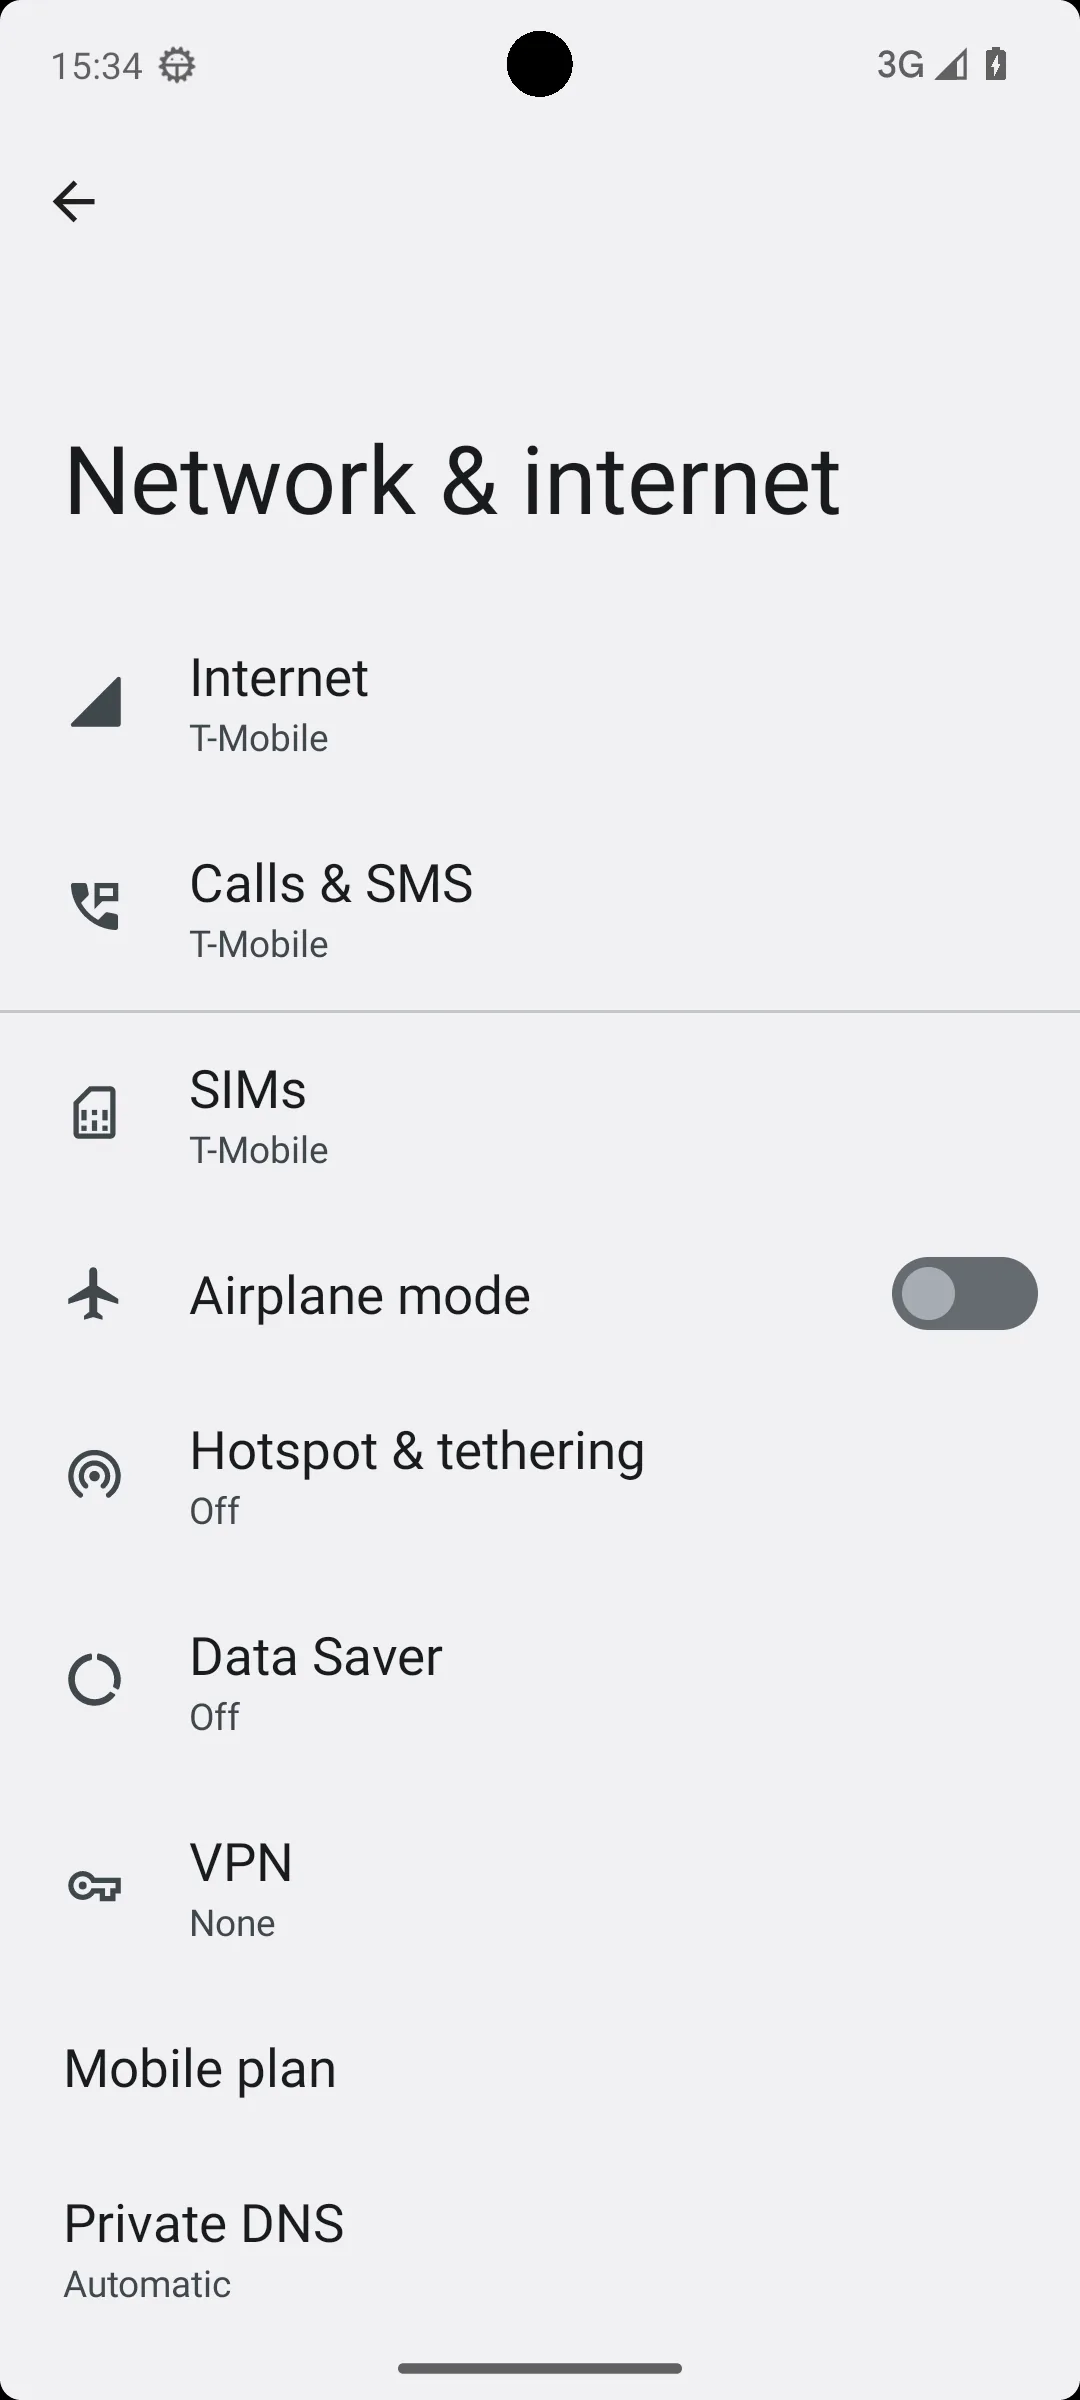 15:34
3G
Network & internet
Internet
T-Mobile
Calls & SMS
T-Mobile
SIMs
T-Mobile
Airplane mode
Hotspot & tethering
Off
Data Saver
Off
VPN
None
Mobile plan
Private DNS
Automatic